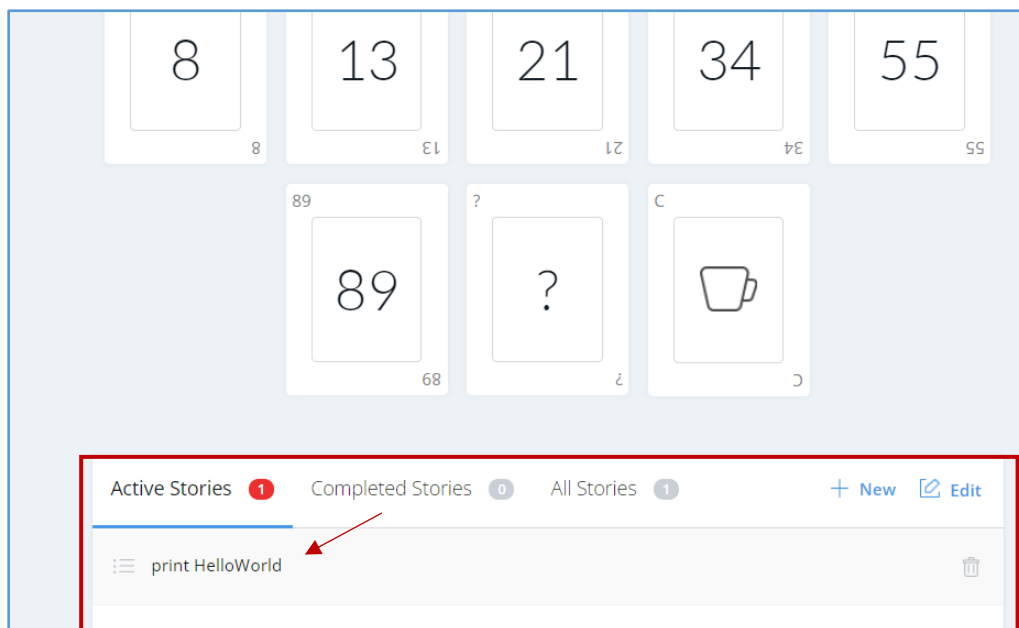 8 13 21 34 55
8 13 21 34 55
89 ? C
89 ?
89 ? C
Active Stories 1 Completed Stories 0 All Stories 1 + New Edit
print HelloWorld